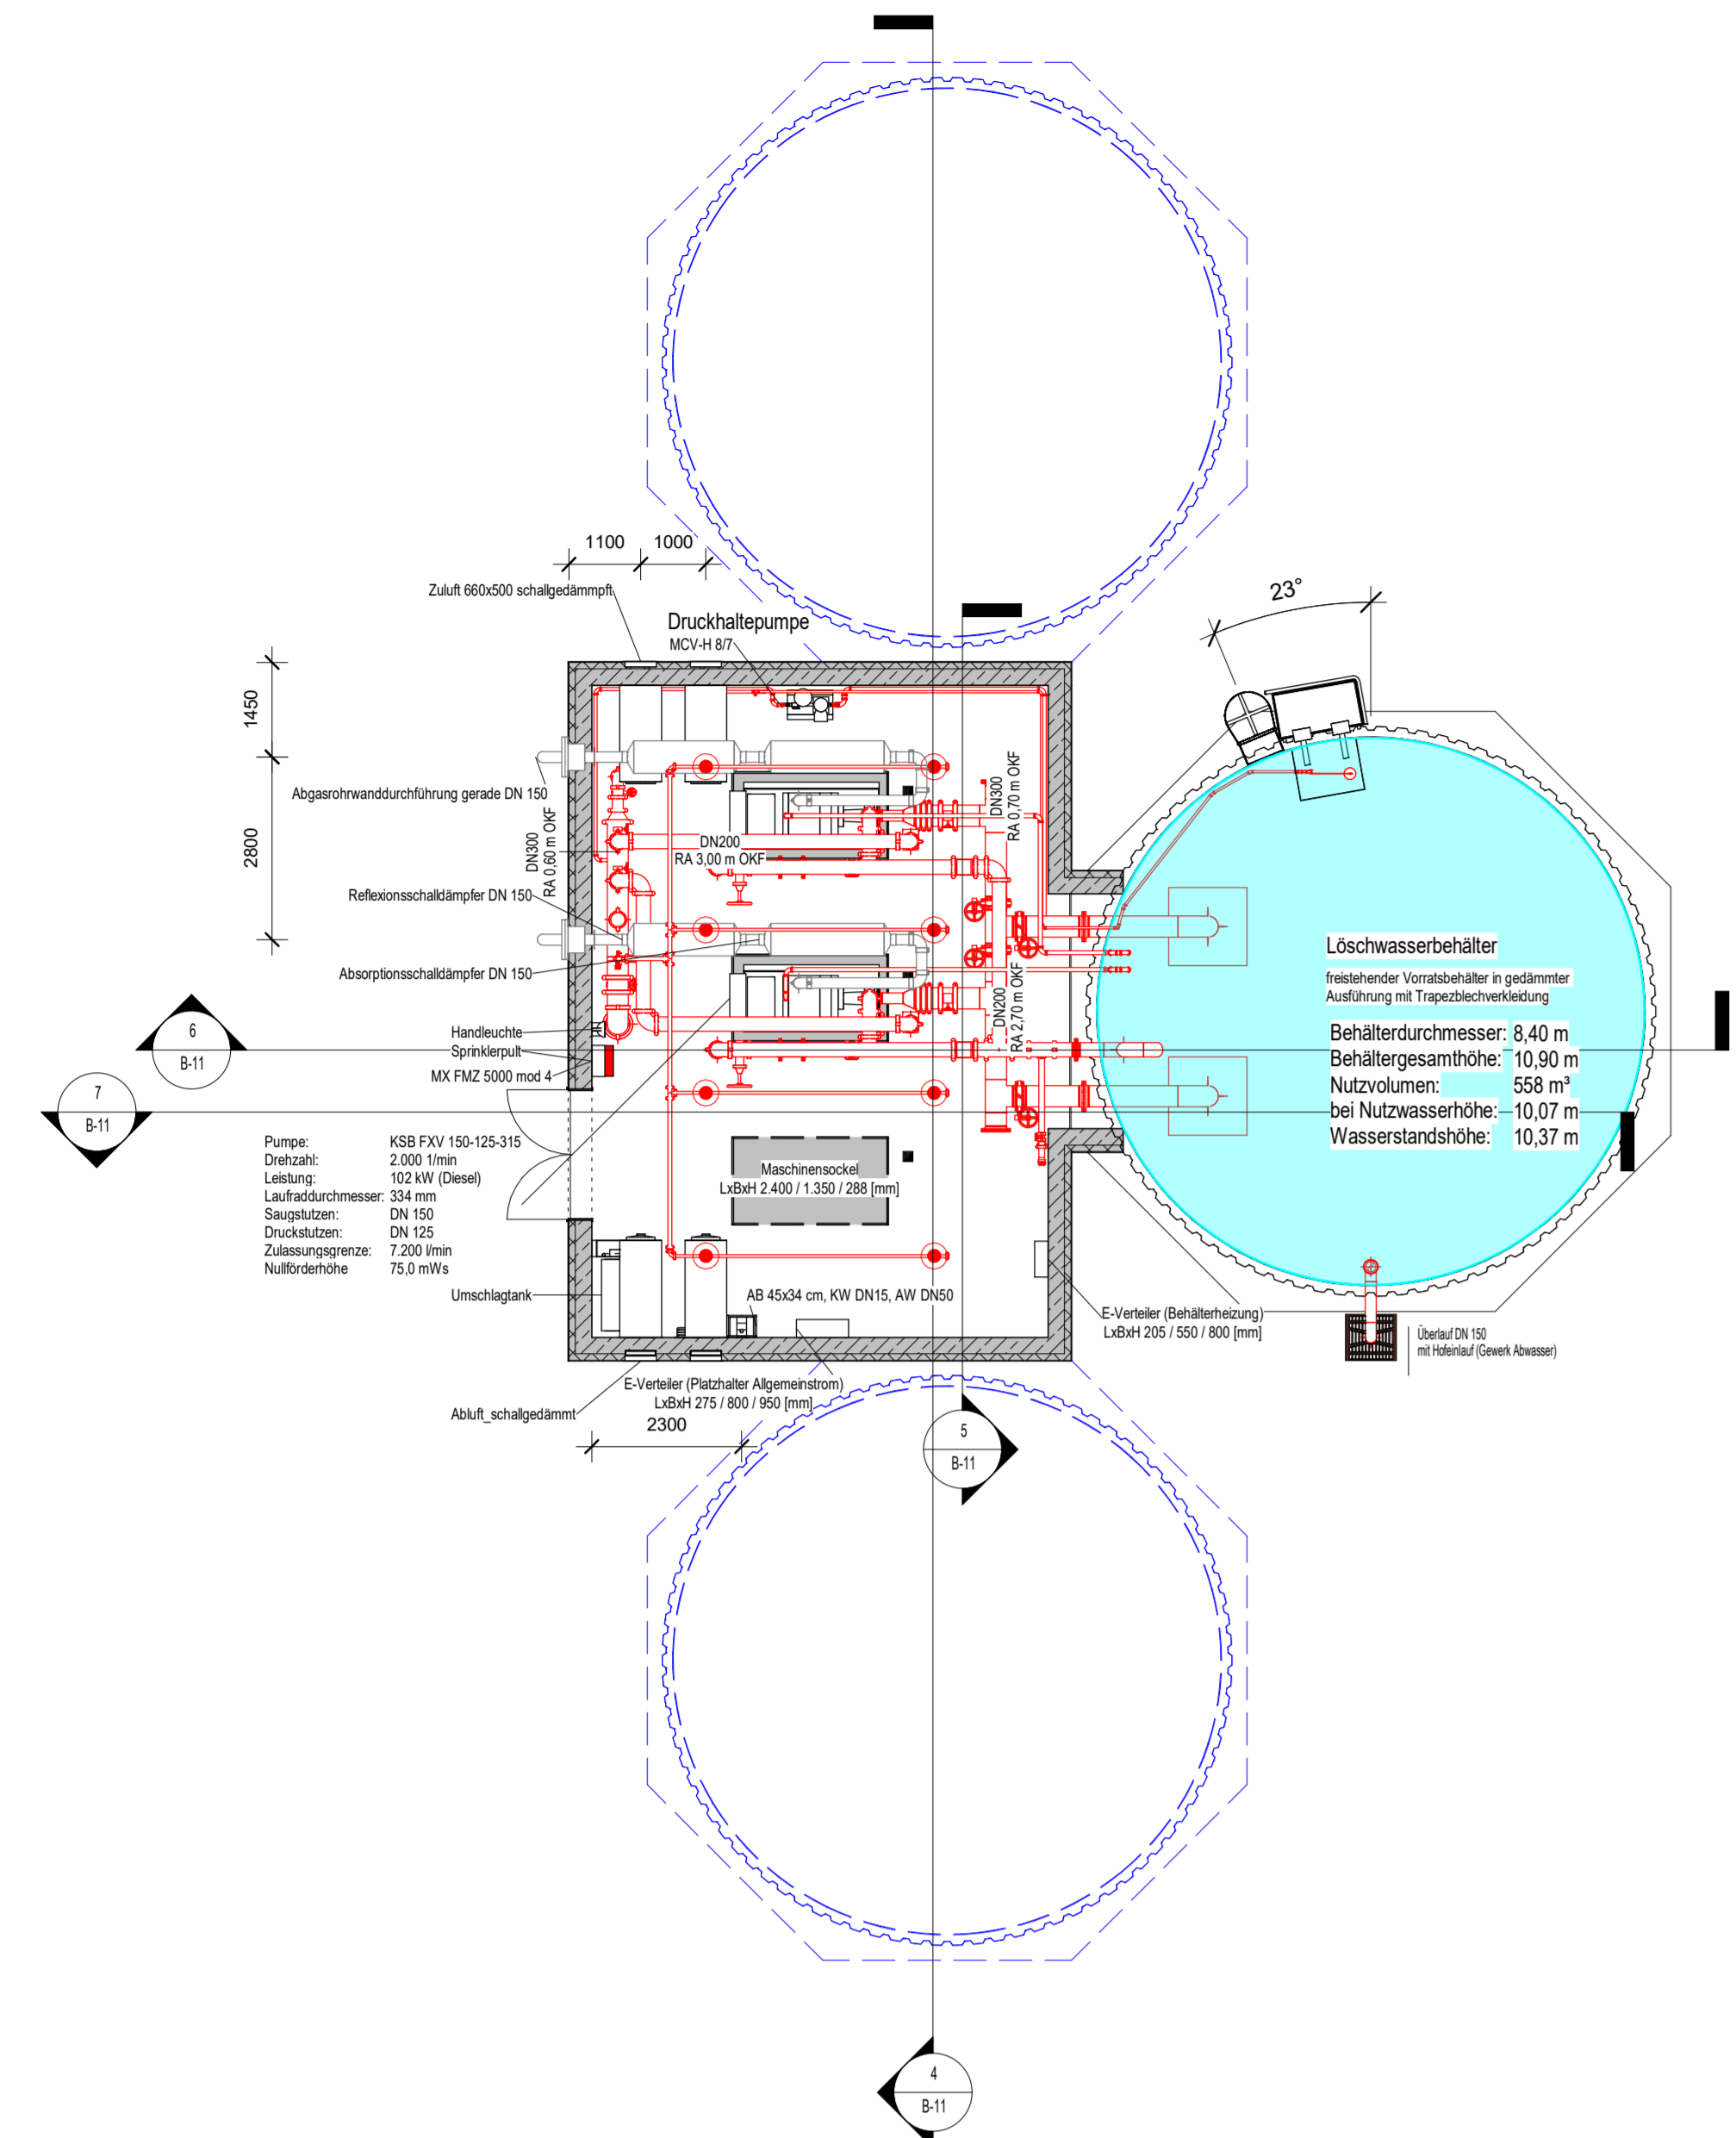 1100
1000
Zuluft 660x500 schallgedämmpft
23°
Druckhaltepumpe
MCV-H 8/7
1450
DN300
RA 0,70 m OKF
Abgasrohrwanddurchführung gerade DN 150
2800
DN300
RA 0,60 m OKF
DN200
RA 3,00 m OKF
Reflexionsschalldämpfer DN 150
Löschwasserbehälter
Absorptionsschalldämpfer DN 150
freistehender Vorratsbehälter in gedämmter
Ausführung mit Trapezblechverkleidung
DN200
RA 2,70 m OKF
6
B-11
Handleuchte
Sprinklerpult
MX FMZ 5000 mod 4
Behälterdurchmesser: 8,40 m
Behältergesamthöhe: 10,90 m
Nutzvolumen: 558 m³
bei Nutzwasserhöhe: 10,07 m
Wasserstandshöhe: 10,37 m
7
B-11
Pumpe: KSB FXV 150-125-315
Drehzahl: 2.000 1/min
Leistung: 102 kW (Diesel)
Laufraddurchmesser: 334 mm
Saugstutzen: DN 150
Druckstutzen: DN 125
Zulassungsgrenze: 7.200 l/min
Nullförderhöhe 75,0 mWs
Maschinensockel
LxBxH 2.400 / 1.350 / 288 [mm]
Umschlagtank
AB 45x34 cm, KW DN15, AW DN50
E-Verteiler (Behälterheizung)
LxBxH 205 / 550 / 800 [mm]
Überlauf DN 150
mit Hofeinlauf (Gewerk Abwasser)
E-Verteiler (Platzhalter Allgemeinstrom)
LxBxH 275 / 800 / 950 [mm]
Abluft_schallgedämmt
2300
5
B-11
4
B-11